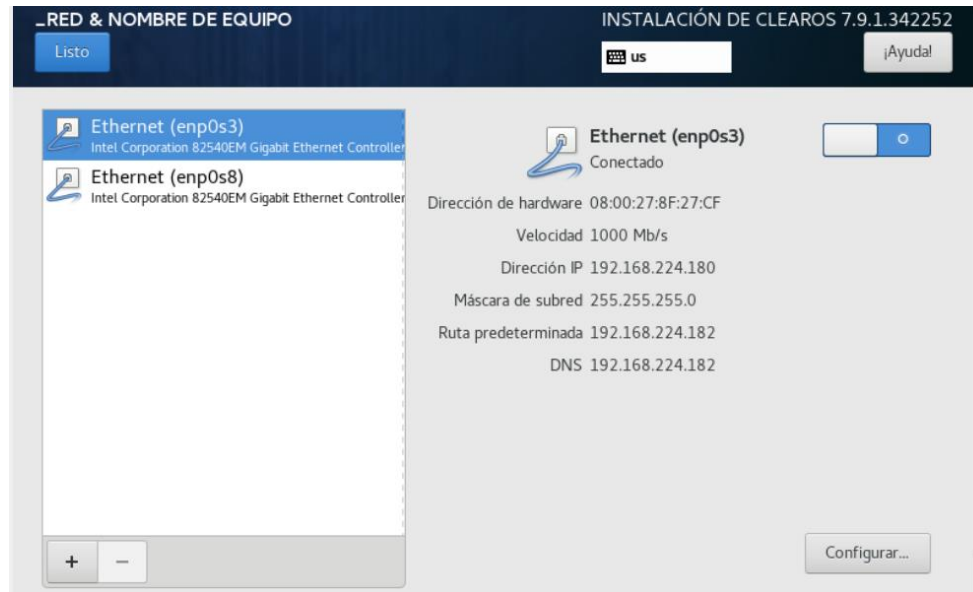 _RED & NOMBRE DE EQUIPO
INSTALACIÓN DE CLEAROS 7.9.1.342252
Listo
us
¡Ayuda!
Ethernet (enp0s3)
Intel Corporation 82540EM Gigabit Ethernet Controller
Ethernet (enp0s8)
Intel Corporation 82540EM Gigabit Ethernet Controller
Ethernet (enp0s3)
Conectado
Dirección de hardware 08:00:27:8F:27:CF
Velocidad 1000 Mb/s
Dirección IP 192.168.224.180
Máscara de subred 255.255.255.0
Ruta predeterminada 192.168.224.182
DNS 192.168.224.182
+ −
Configurar...